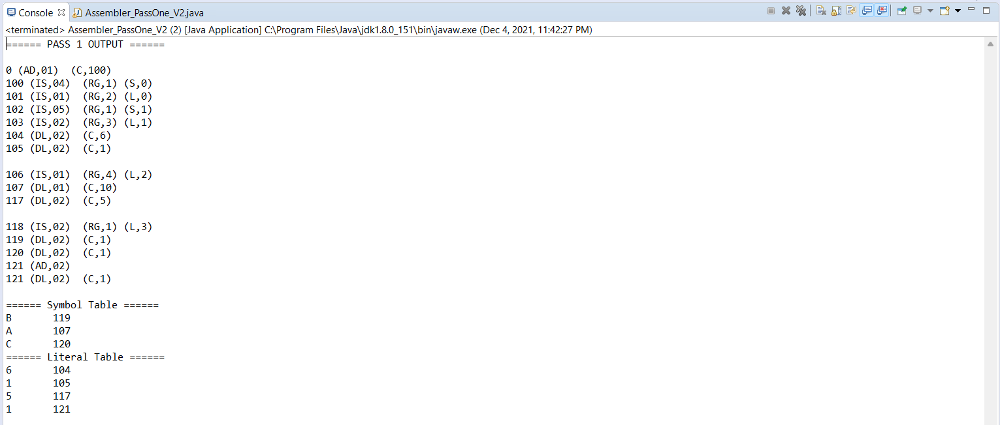 Console Assembler_PassOne_V2.java
<terminated> Assembler_PassOne_V2 (2) [Java Application] C:\Program Files\Java\jdk1.8.0_151\bin\javaw.exe (Dec 4, 2021, 11:42:27 PM)
====== PASS 1 OUTPUT ======
0 (AD,01)  (C,100)
100 (IS,04)  (RG,1) (S,0)
101 (IS,01)  (RG,2) (L,0)
102 (IS,05)  (RG,1) (S,1)
103 (IS,02)  (RG,3) (L,1)
104 (DL,02)  (C,6)
105 (DL,02)  (C,1)
106 (IS,01)  (RG,4) (L,2)
107 (DL,01)  (C,10)
117 (DL,02)  (C,5)
118 (IS,02)  (RG,1) (L,3)
119 (DL,02)  (C,1)
120 (DL,02)  (C,1)
121 (AD,02)
121 (DL,02)  (C,1)
====== Symbol Table ======
B       119
A       107
C       120
====== Literal Table ======
6       104
1       105
5       117
1       121